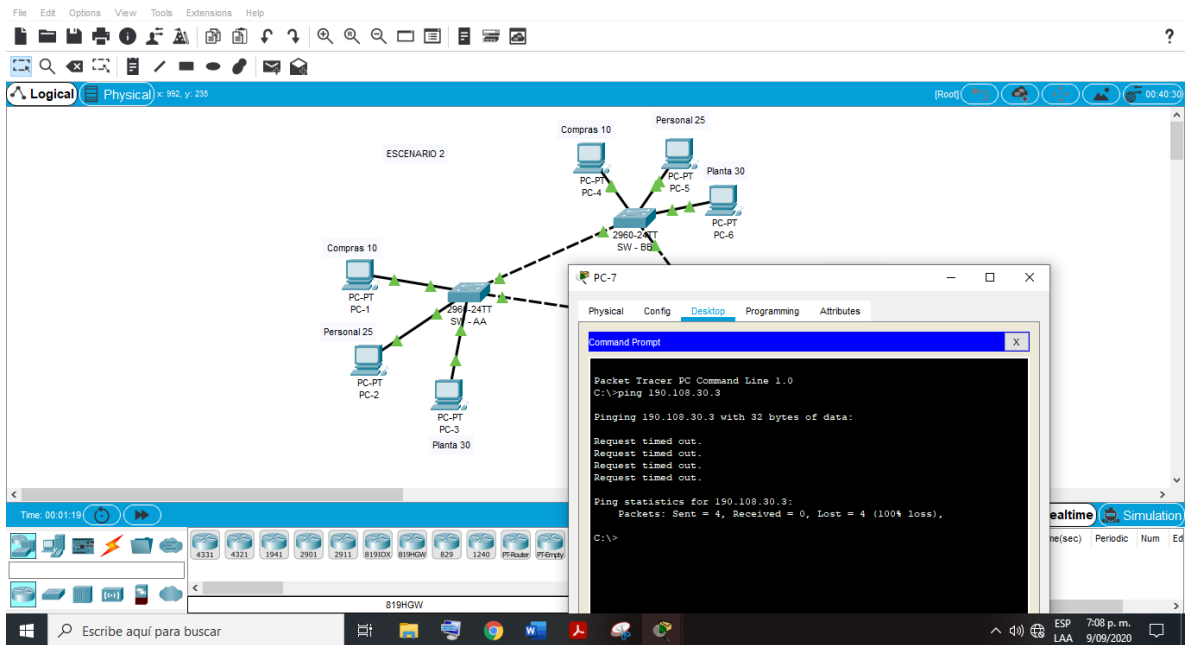 File Edit Options View Tools Extensions Help
?
Logical Physical x: 992, y: 235 [Root] 00:40:30
ESCENARIO 2
Compras 10
Personal 25
Planta 30
PC-PT
PC-4
PC-PT
PC-5
PC-PT
PC-6
2960-24TT
SW - BB
Compras 10
PC-PT
PC-1
2960-24TT
SW - AA
Personal 25
PC-PT
PC-2
PC-PT
PC-3
Planta 30
PC-7
Physical Config Desktop Programming Attributes
Command Prompt X
Packet Tracer PC Command Line 1.0
C:\>ping 190.108.30.3
Pinging 190.108.30.3 with 32 bytes of data:
Request timed out.
Request timed out.
Request timed out.
Request timed out.
Ping statistics for 190.108.30.3:
Packets: Sent = 4, Received = 0, Lost = 4 (100% loss),
C:\>
Time: 00:01:19
ealtime Simulation
me(sec) Periodic Num Ed
4331 4321 1941 2901 2911 819IOX 819HGW 829 1240 PT-Router PT-Empty
819HGW
Escribe aquí para buscar
ESP
LAA
7:08 p. m.
9/09/2020